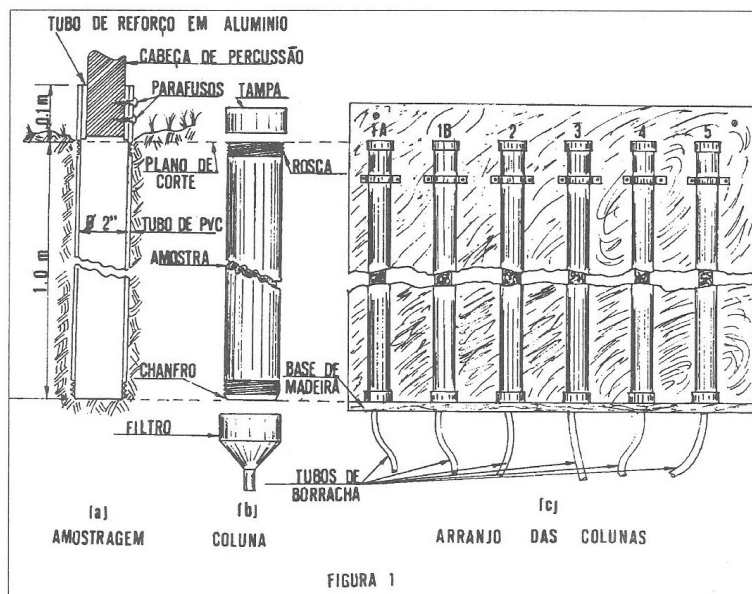 TUBO DE REFORÇO EM ALUMINIO
CABEÇA DE PERCUSSÃO
PARAFUSOS
0.1 m
PLANO DE
CORTE
Ø 2"
TUBO DE PVC
1.0 m
TAMPA
ROSCA
AMOSTRA
CHANFRO
FILTRO
1A 1B 2 3 4 5
BASE DE
MADEIRA
TUBOS DE
BORRACHA
(a)
AMOSTRAGEM
(b)
COLUNA
(c)
ARRANJO DAS COLUNAS
FIGURA 1